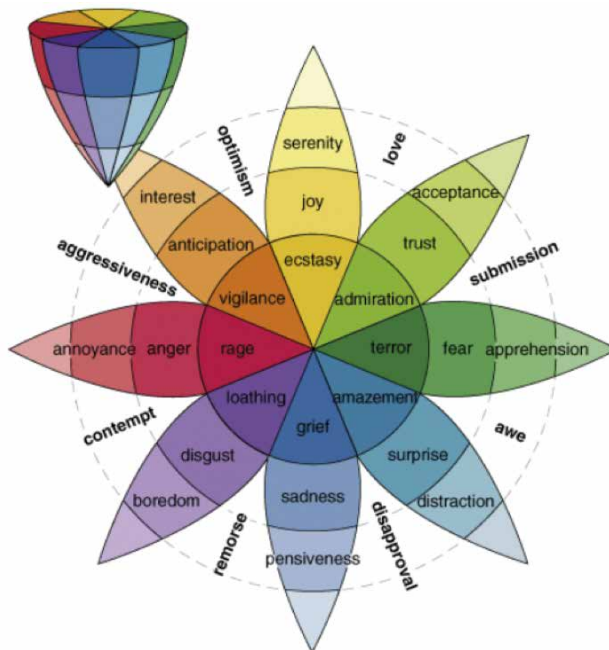 optimism
serenity
love
interest
acceptance
joy
anticipation
trust
aggressiveness
ecstasy
submission
vigilance
admiration
annoyance
anger
rage
terror
fear
apprehension
loathing
amazement
contempt
grief
awe
disgust
surprise
boredom
sadness
distraction
remorse
pensiveness
disapproval